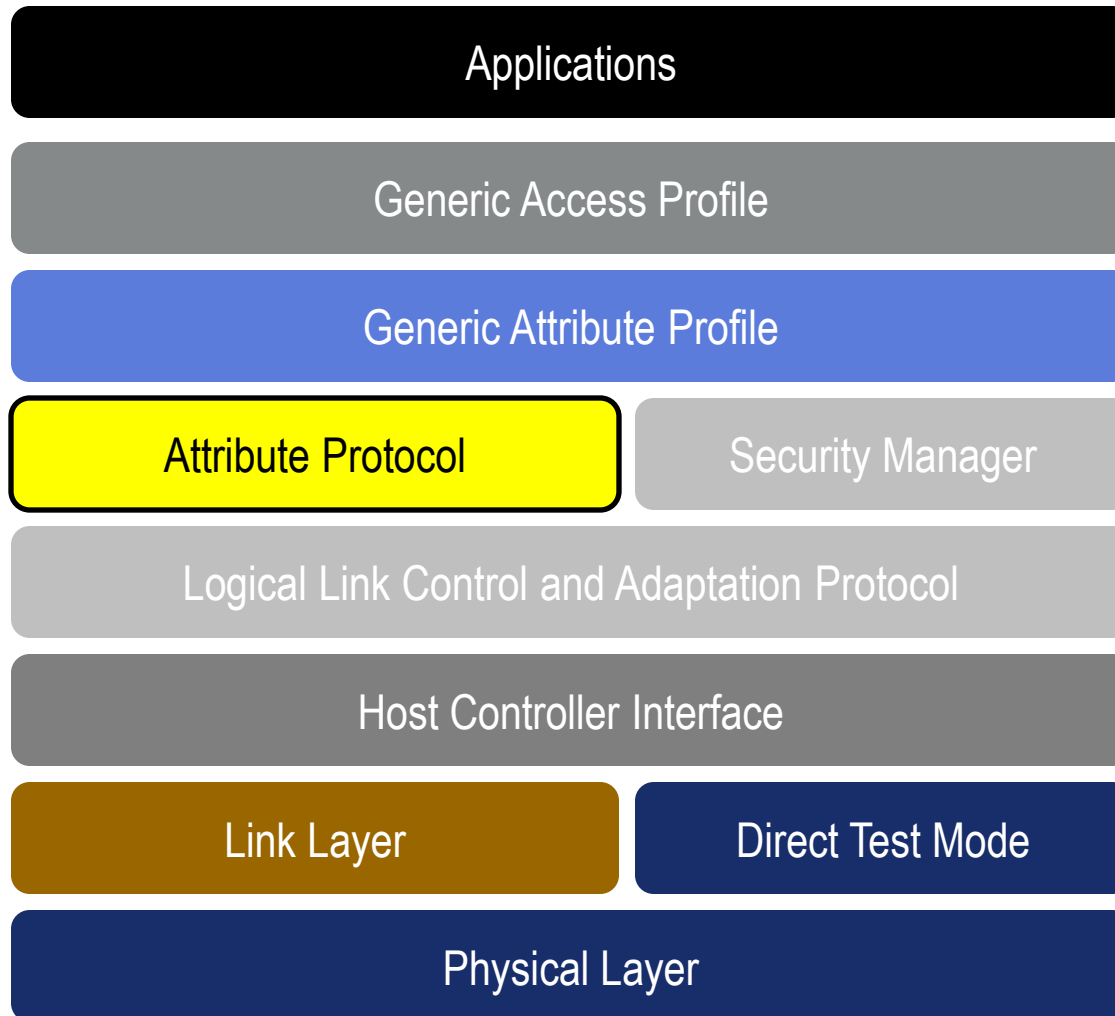 Applications
Generic Access Profile
Generic Attribute Profile
Attribute Protocol
Security Manager
Logical Link Control and Adaptation Protocol
Host Controller Interface
Link Layer
Direct Test Mode
Physical Layer